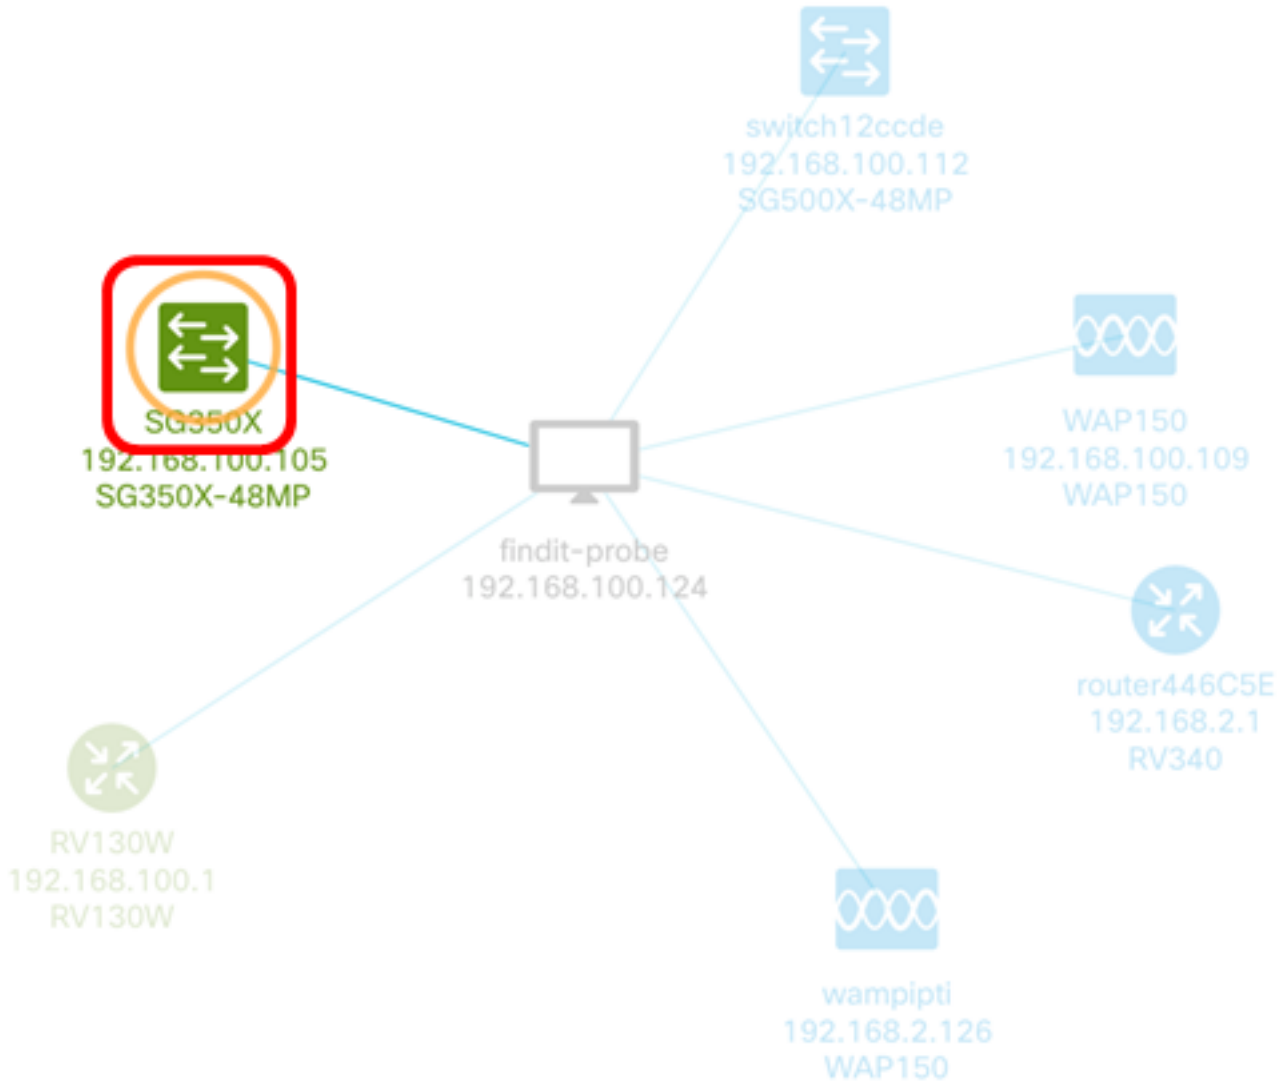 switch12ccde
192.168.100.112
SG500X-48MP
SG350X
192.168.100.105
SG350X-48MP
WAP150
192.168.100.109
WAP150
findit-probe
192.168.100.124
router446C5E
192.168.2.1
RV340
RV130W
192.168.100.1
RV130W
wampipti
192.168.2.126
WAP150